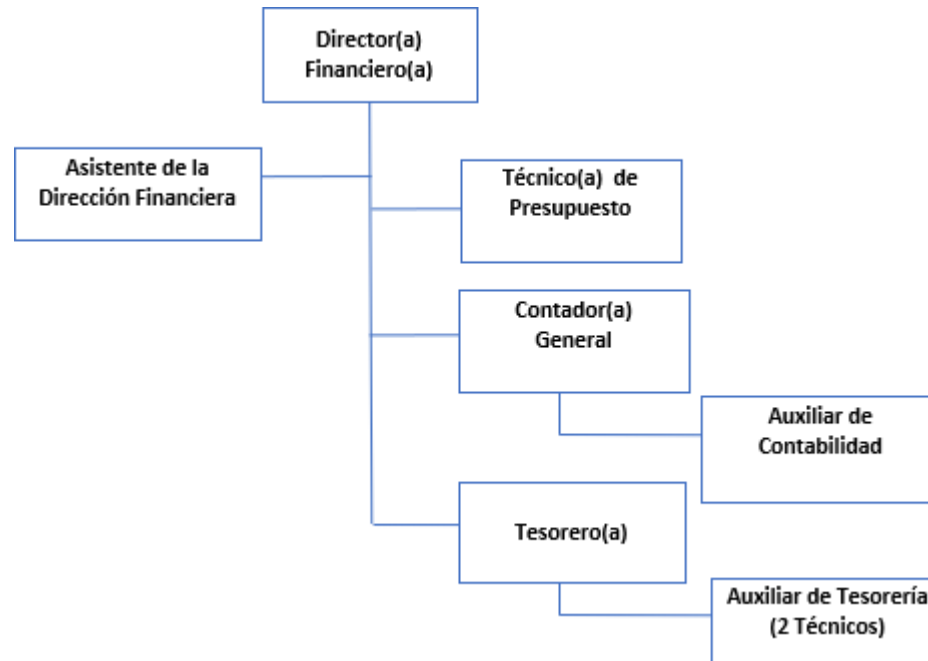 Director(a)
Financiero(a)
Asistente de la
Dirección Financiera
Técnico(a) de
Presupuesto
Contador(a)
General
Auxiliar de
Contabilidad
Tesorero(a)
Auxiliar de Tesorería
(2 Técnicos)